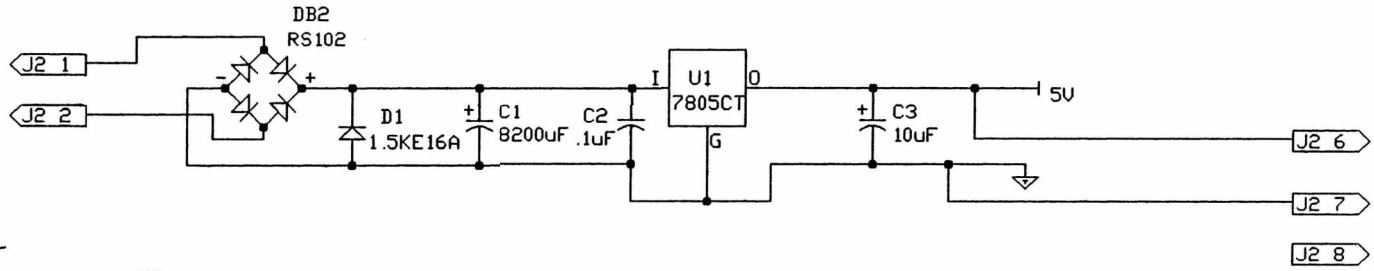 DB2
RS102
J2 1
J2 2
-
+
D1
1.5KE16A
+
C1
8200uF
C2
.1uF
I
U1
O
7805CT
G
+
C3
10uF
5V
J2 6
J2 7
J2 8